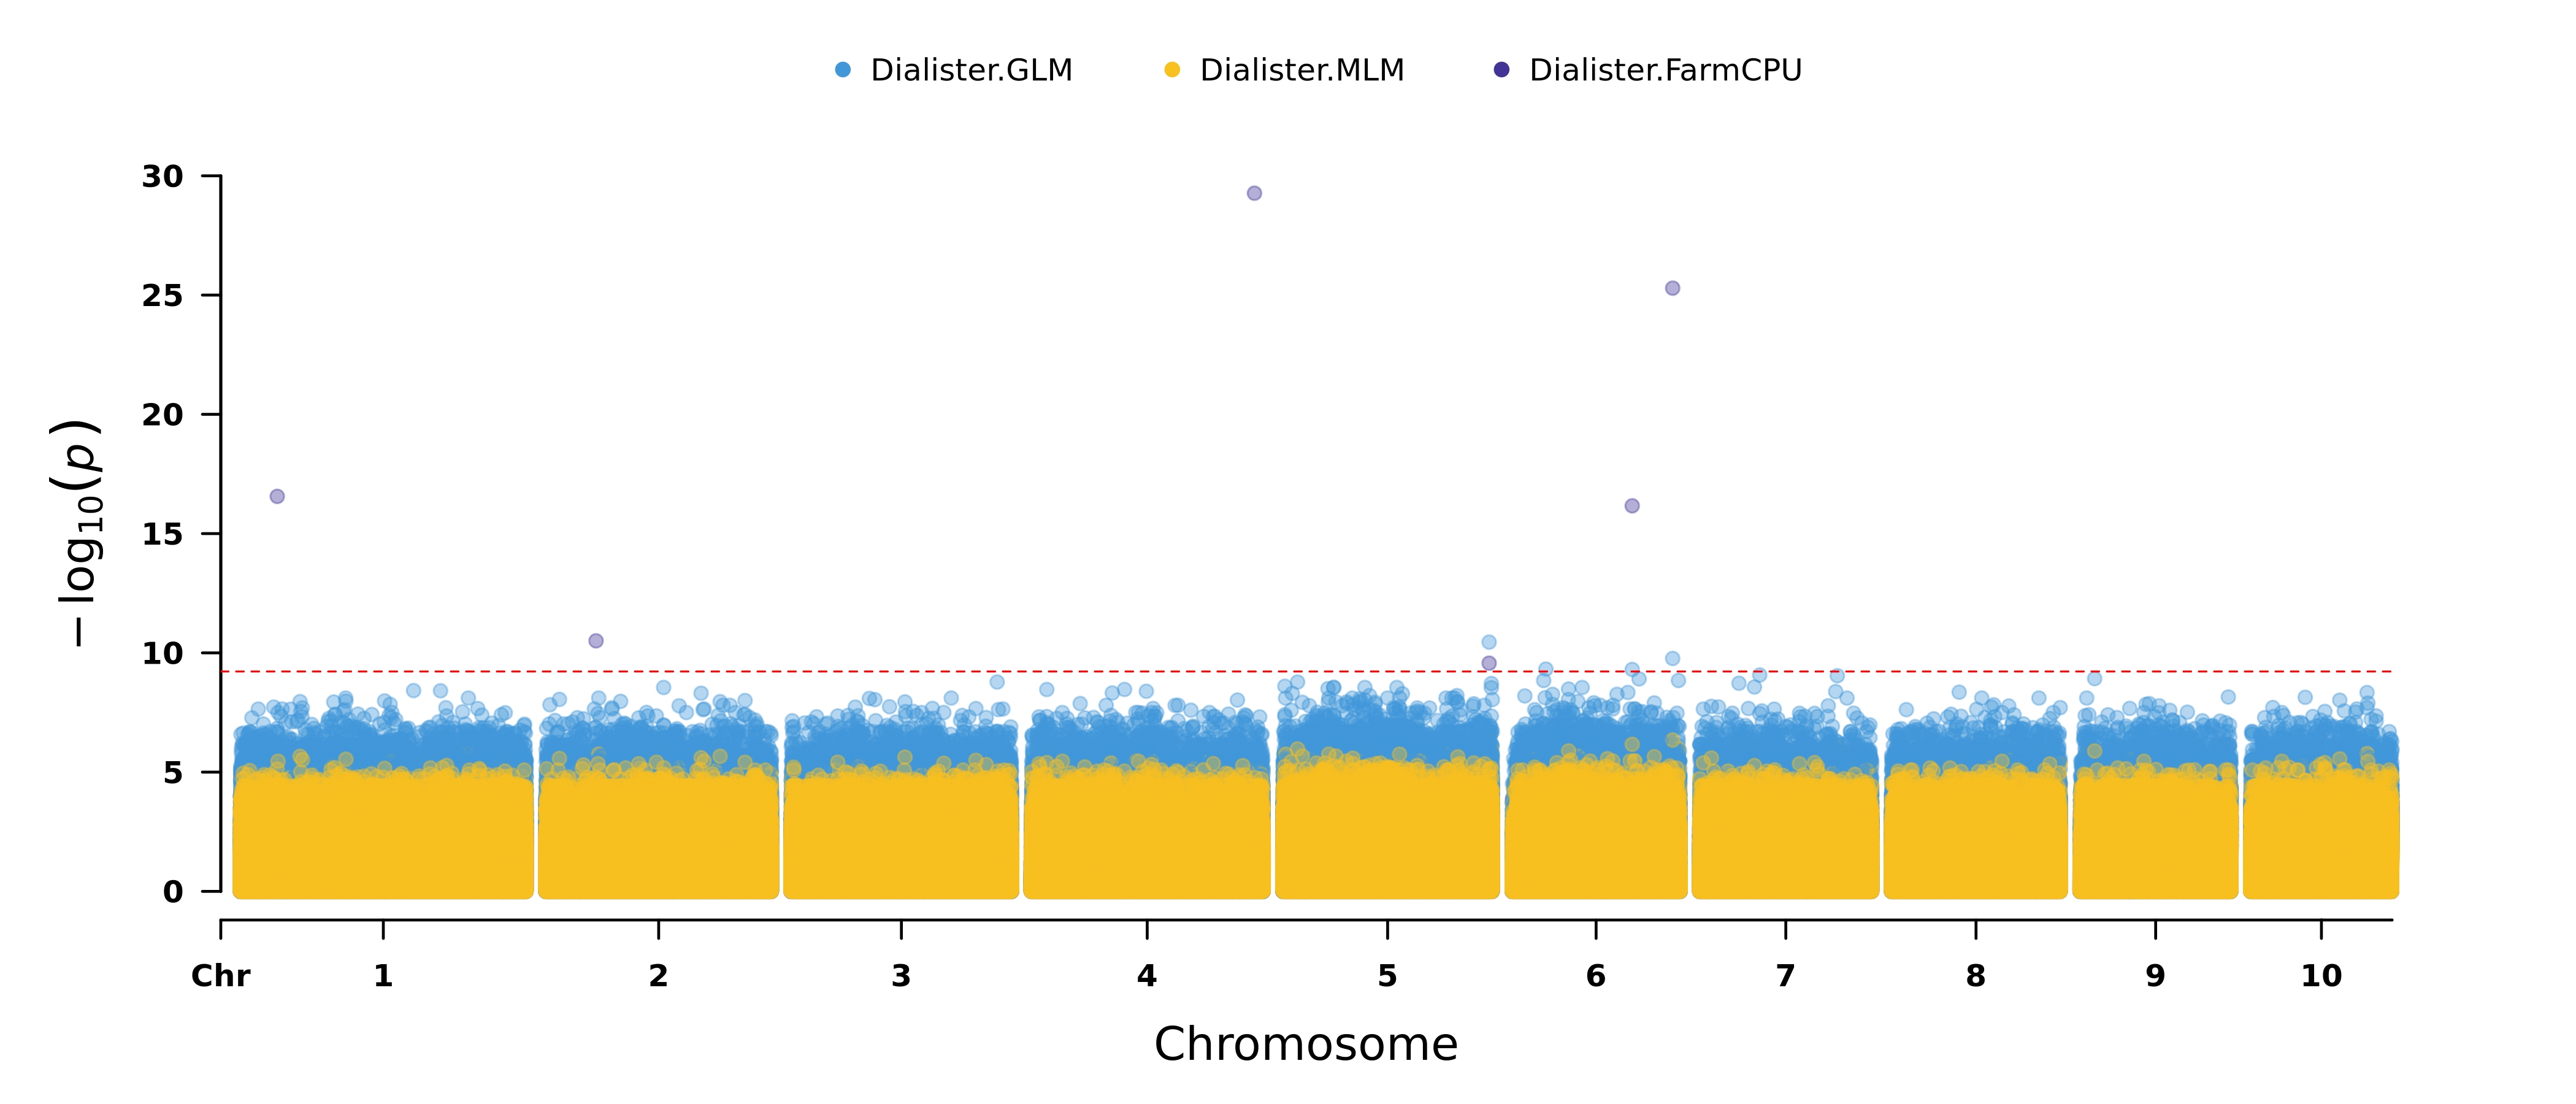 Dialister.GLM Dialister.MLM Dialister.FarmCPU
30
25
20
15
10
5
0
− log₁₀(p)
Chr 1 2 3 4 5 6 7 8 9 10
Chromosome